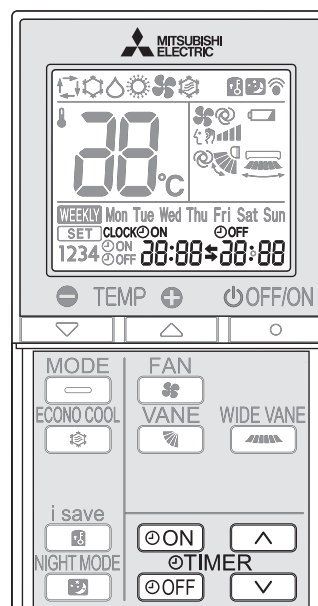 MITSUBISHI
ELECTRIC
88°C
WEEKLY Mon Tue Wed Thu Fri Sat Sun
SET CLOCK ON OFF
1234 ON OFF 88:88 88:88
TEMP OFF/ON
MODE FAN
ECONO COOL VANE WIDE VANE
i save
ON
NIGHT MODE TIMER
OFF